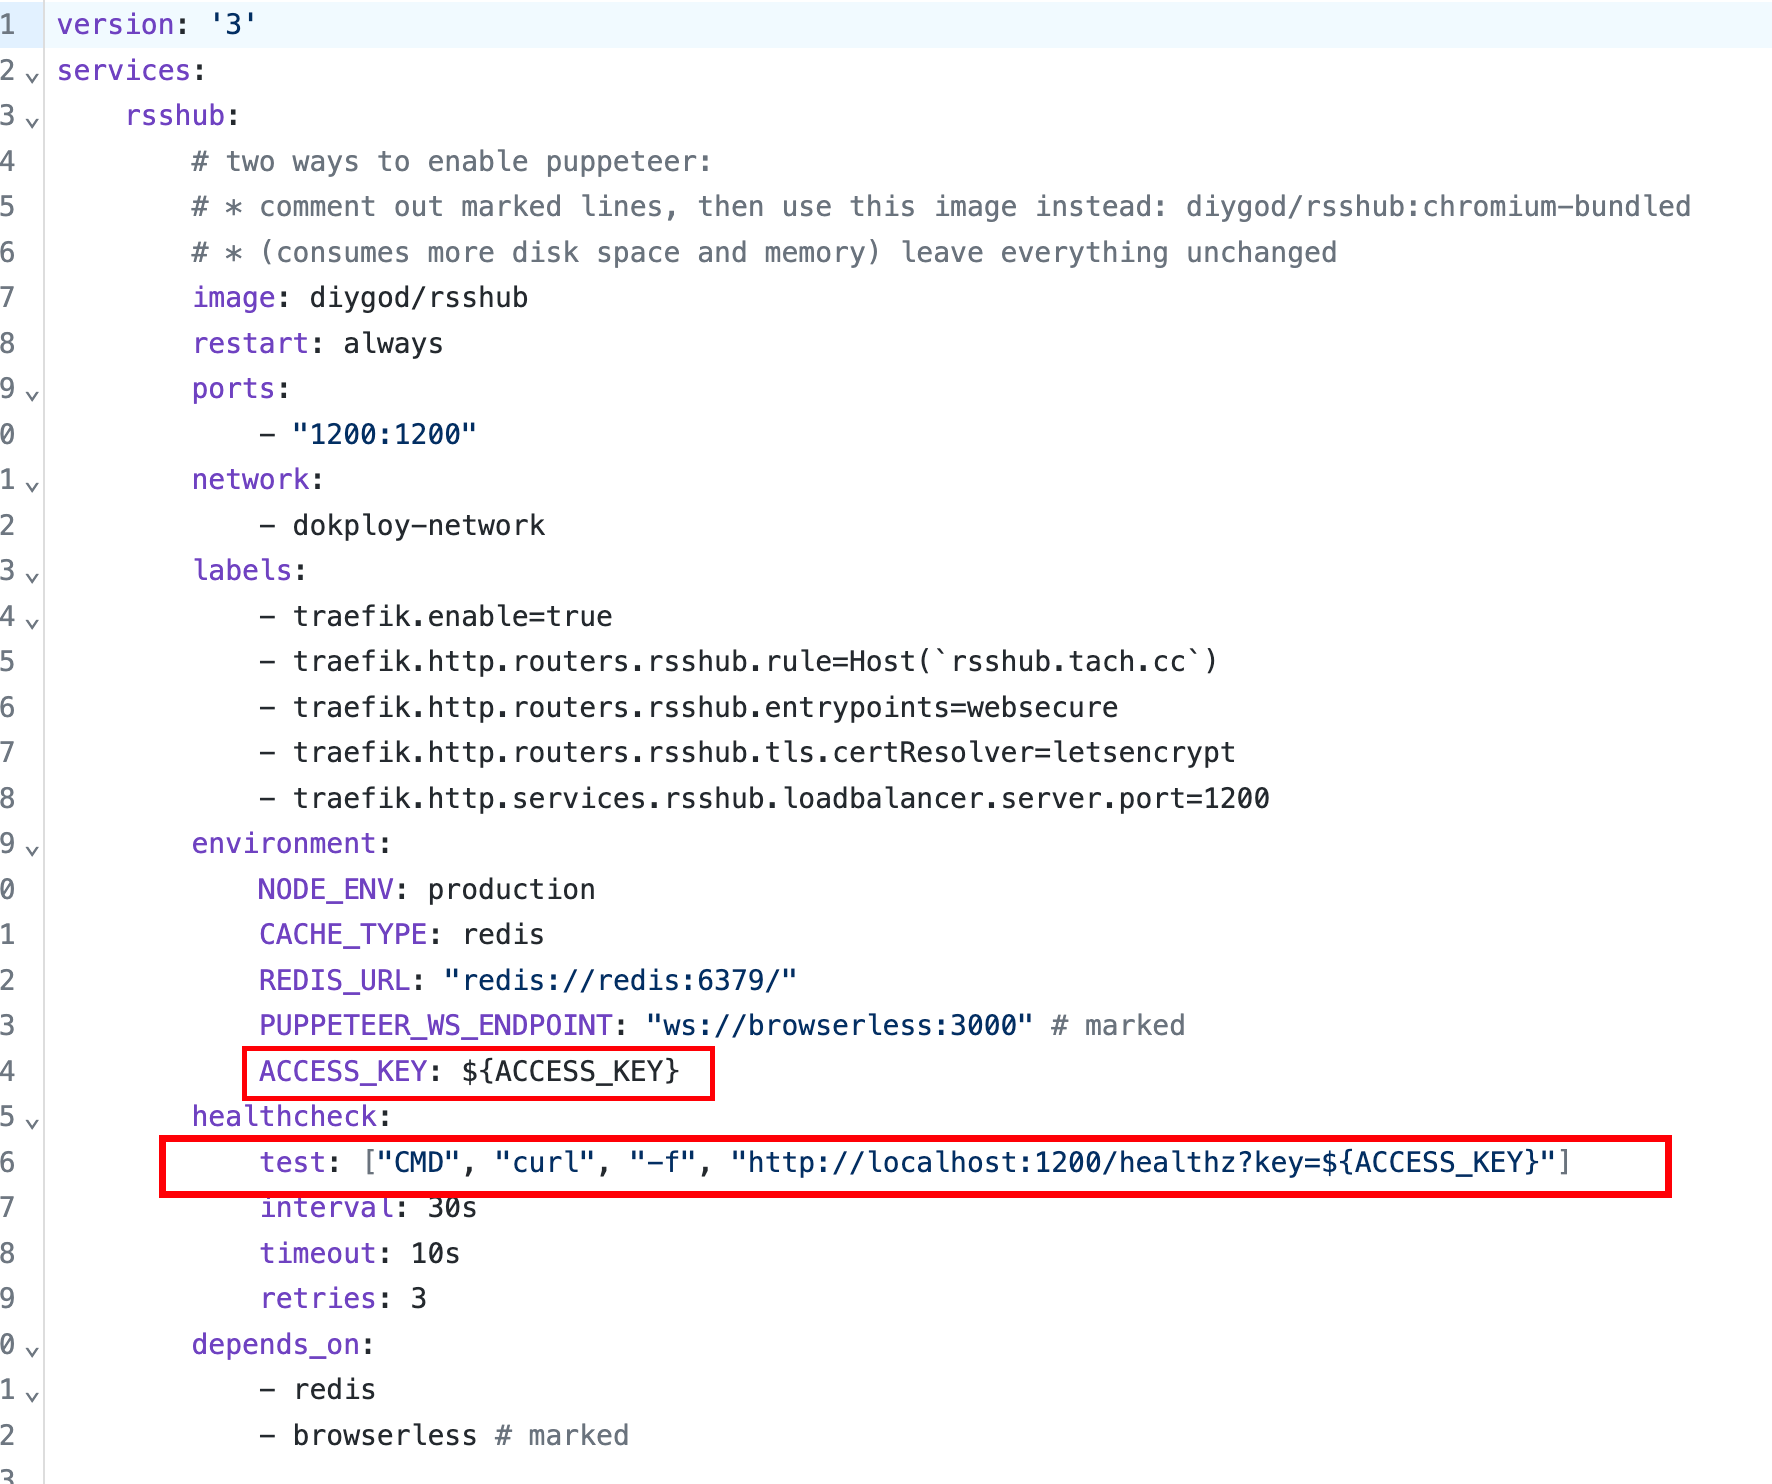 1 version: '3'
2 services:
3 rsshub:
4 # two ways to enable puppeteer:
5 # * comment out marked lines, then use this image instead: diygod/rsshub:chromium-bundled
6 # * (consumes more disk space and memory) leave everything unchanged
7 image: diygod/rsshub
8 restart: always
9 ports:
0 - "1200:1200"
1 network:
2 - dokploy-network
3 labels:
4 - traefik.enable=true
5 - traefik.http.routers.rsshub.rule=Host(`rsshub.tach.cc`)
6 - traefik.http.routers.rsshub.entrypoints=websecure
7 - traefik.http.routers.rsshub.tls.certResolver=letsencrypt
8 - traefik.http.services.rsshub.loadbalancer.server.port=1200
9 environment:
0 NODE_ENV: production
1 CACHE_TYPE: redis
2 REDIS_URL: "redis://redis:6379/"
3 PUPPETEER_WS_ENDPOINT: "ws://browserless:3000" # marked
4 ACCESS_KEY: ${ACCESS_KEY}
5 healthcheck:
6 test: ["CMD", "curl", "-f", "http://localhost:1200/healthz?key=${ACCESS_KEY}"]
7 interval: 30s
8 timeout: 10s
9 retries: 3
0 depends_on:
1 - redis
2 - browserless # marked
3